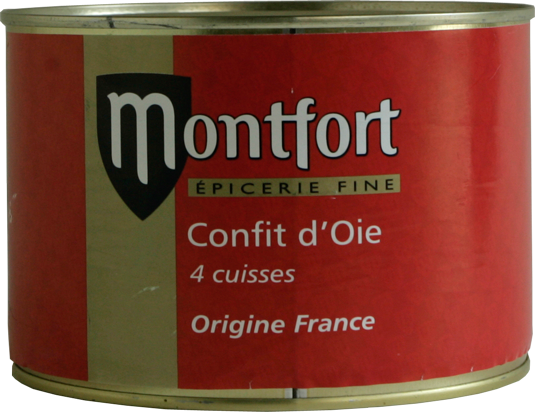 montfort
ÉPICERIE FINE
Confit d'Oie
4 cuisses
Origine France